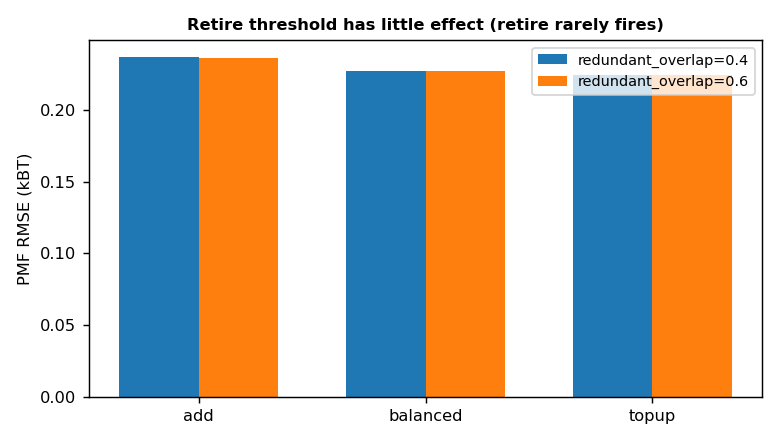 Retire threshold has little effect (retire rarely fires)
redundant_overlap=0.4
redundant_overlap=0.6
PMF RMSE (kBT)
0.20
0.15
0.10
0.05
0.00
add balanced topup